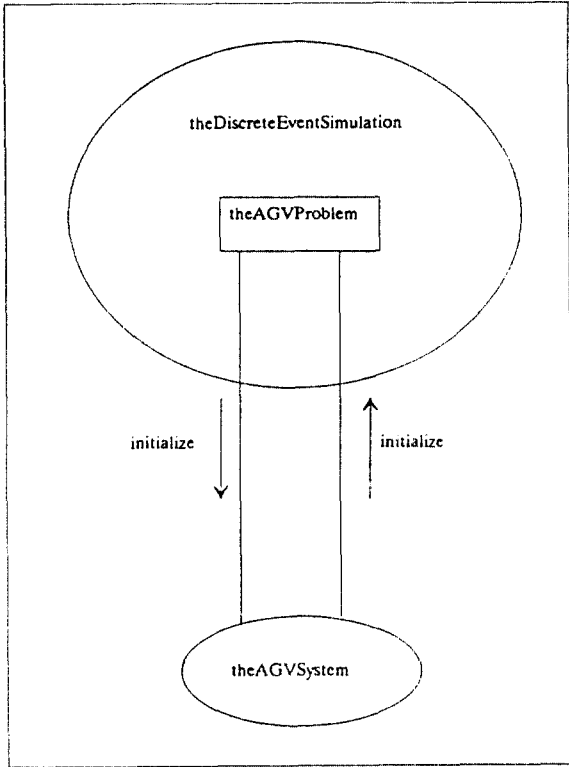 theDiscreteEventSimulation
theAGVProblem
initialize
initialize
theAGVSystem